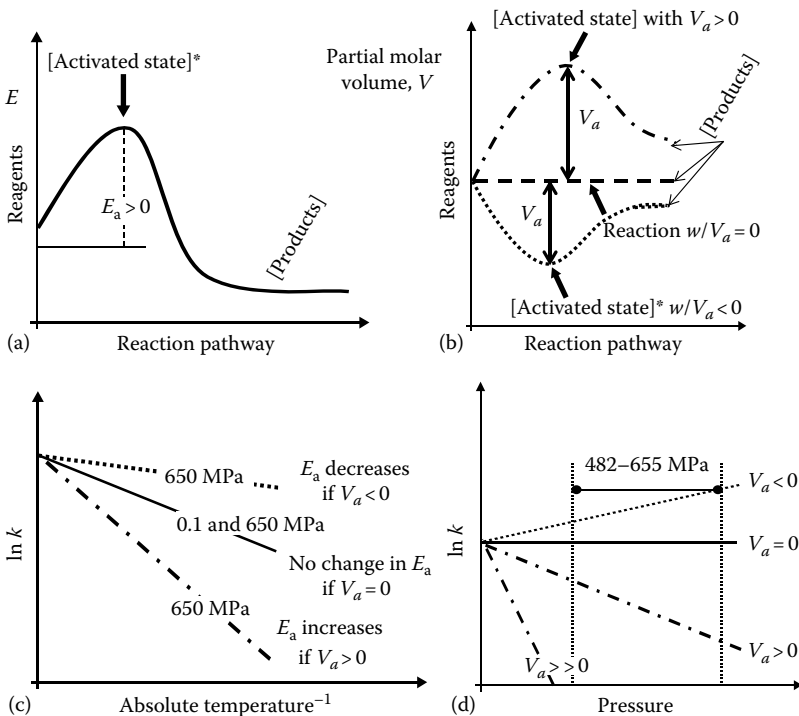 [Activated state]*
E
Reagents
E_a > 0
[Products]
(a)
Reaction pathway
[Activated state] with V_a > 0
Partial molar
volume, V
V_a
[Products]
Reagents
V_a
Reaction w/V_a = 0
[Activated state]* w/V_a < 0
(b)
Reaction pathway
ln k
650 MPa
E_a decreases
if V_a < 0
0.1 and 650 MPa
No change in E_a
if V_a = 0
650 MPa
E_a increases
if V_a > 0
(c)
Absolute temperature⁻¹
482–655 MPa
V_a < 0
ln k
V_a = 0
V_a > 0
V_a >> 0
(d)
Pressure